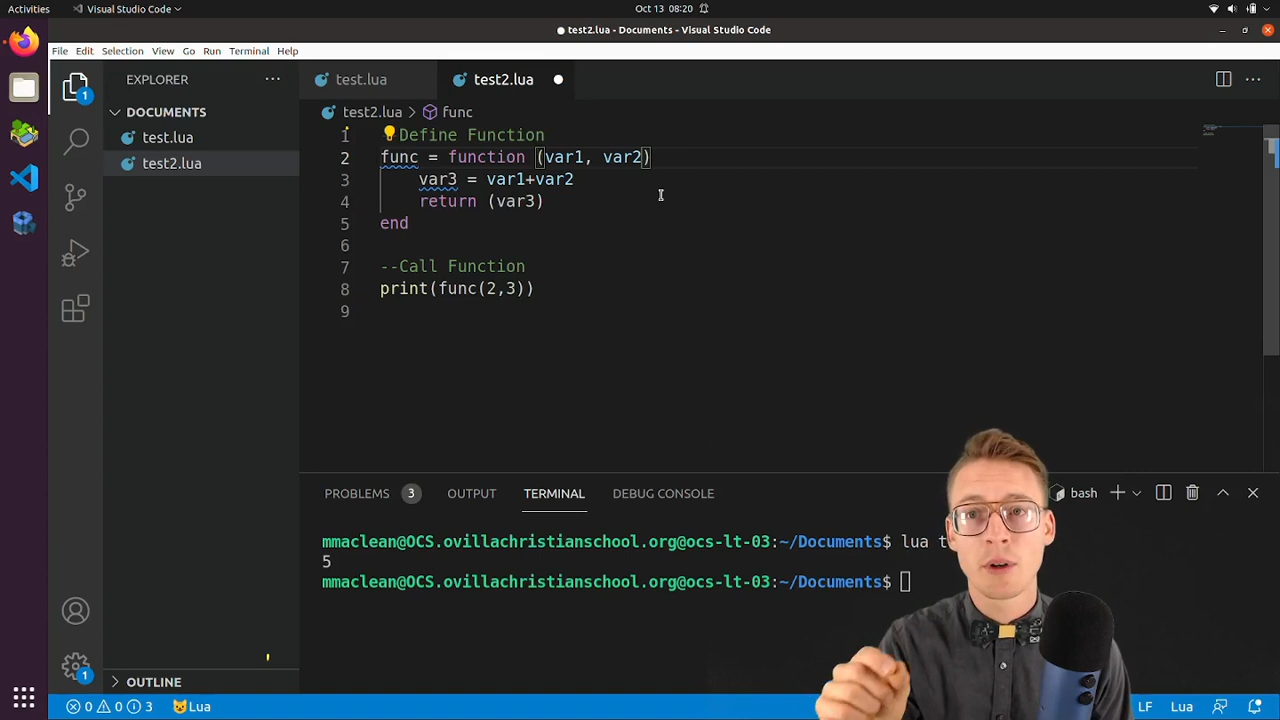 Activities
Visual Studio Code
Oct 13 08:20
test2.lua - Documents - Visual Studio Code
File Edit Selection View Go Run Terminal Help
1
EXPLORER
test.lua
test2.lua
DOCUMENTS
test.lua
test2.lua
test2.lua > func
1 Define Function
2 func = function (var1, var2)
3 var3 = var1+var2
4 return (var3)
5 end
6
7 --Call Function
8 print(func(2,3))
9
PROBLEMS 3 OUTPUT TERMINAL DEBUG CONSOLE
bash
mmaclean@OCS.ovillachristianschool.org@ocs-lt-03:~/Documents$ lua t
5
mmaclean@OCS.ovillachristianschool.org@ocs-lt-03:~/Documents$
1
OUTLINE
0 0 3 Lua
LF Lua